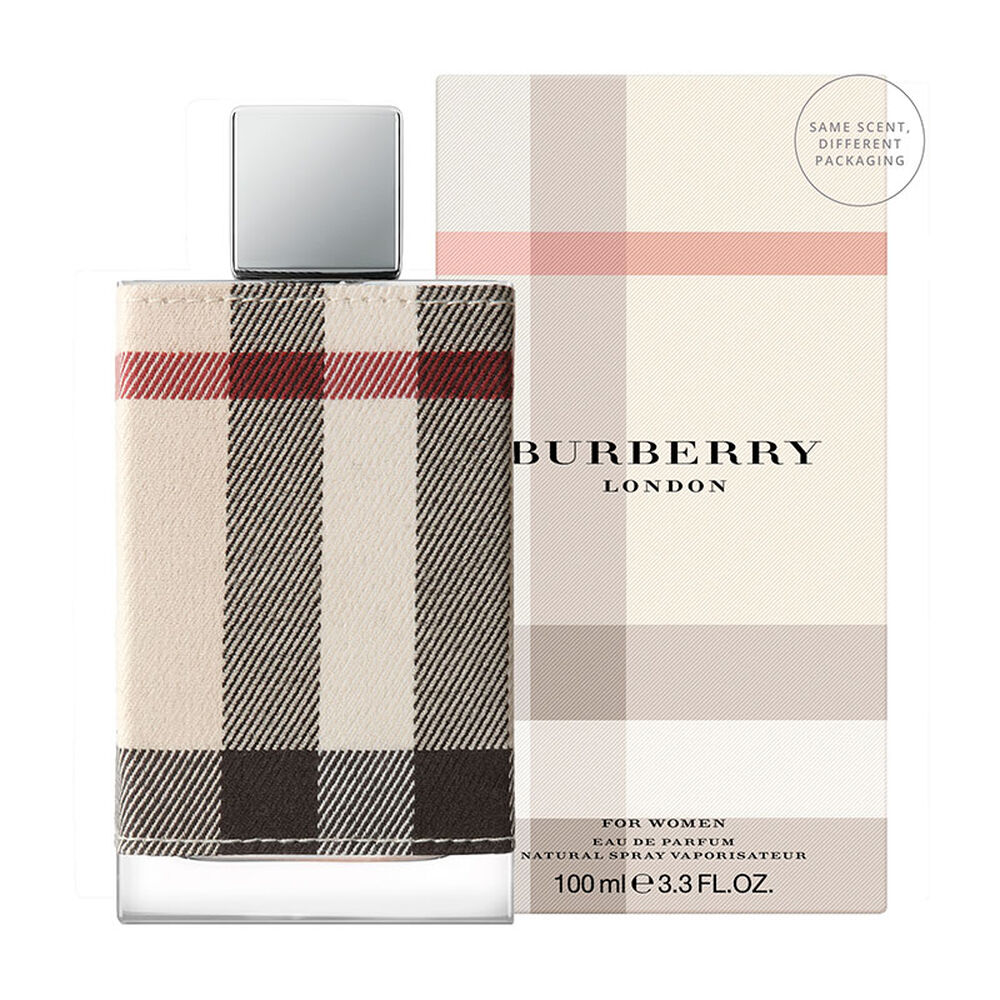 SAME SCENT,
DIFFERENT
PACKAGING
BURBERRY
LONDON
FOR WOMEN
EAU DE PARFUM
NATURAL SPRAY VAPORISATEUR
100 ml ℮ 3.3 FL.OZ.